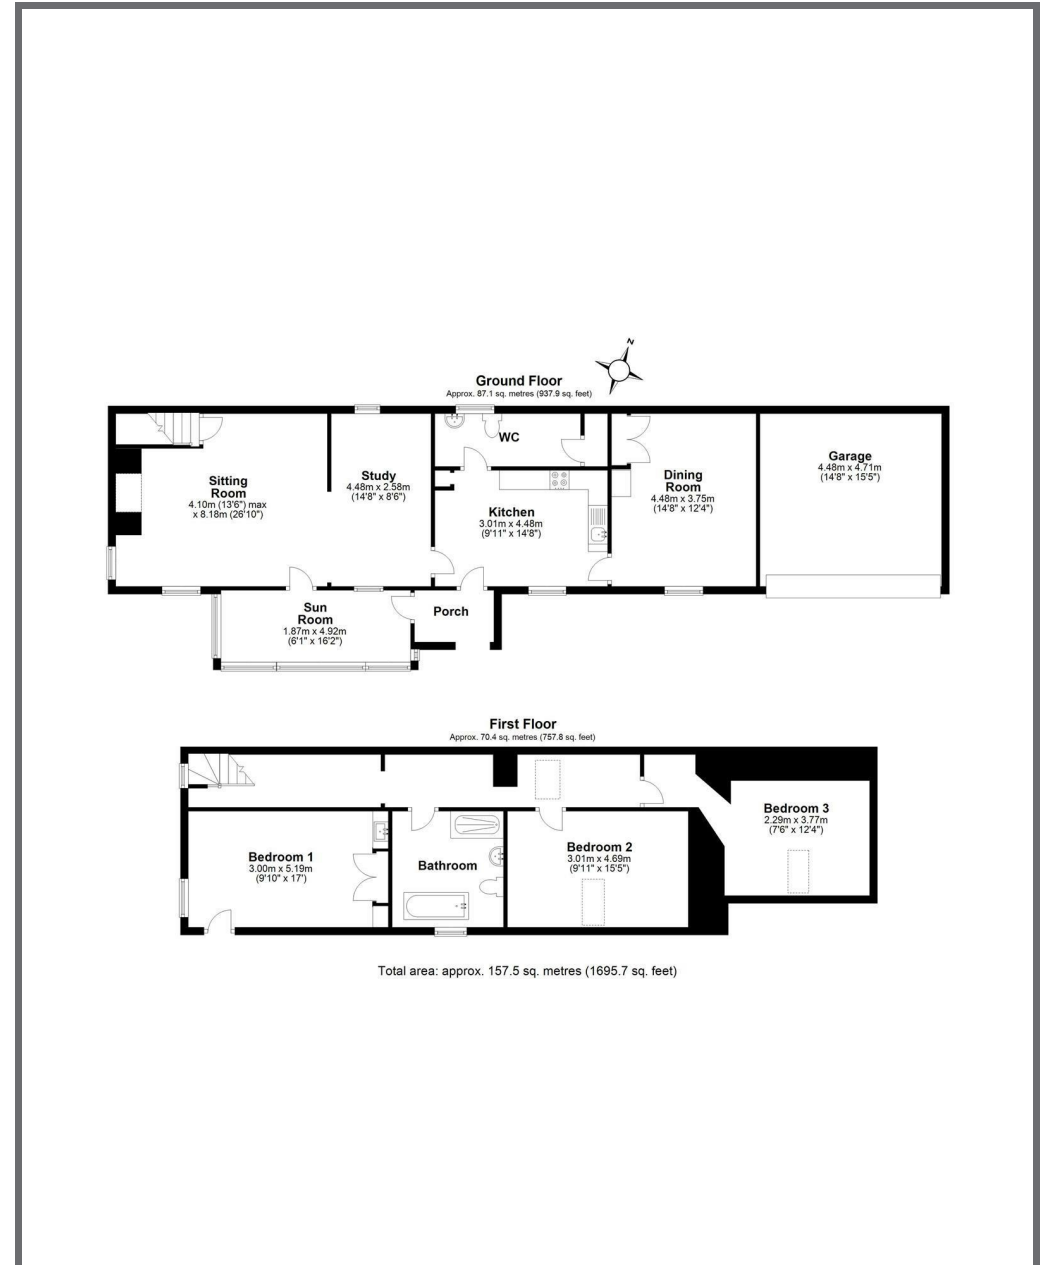 N
Ground Floor
Approx. 87.1 sq. metres (937.9 sq. feet)
WC
Sitting
Room
4.10m (13'6") max
x 8.18m (26'10")
Study
4.48m x 2.58m
(14'8" x 8'6")
Kitchen
3.01m x 4.48m
(9'11" x 14'8")
Dining
Room
4.48m x 3.75m
(14'8" x 12'4")
Garage
4.48m x 4.71m
(14'8" x 15'5")
Sun
Room
1.87m x 4.92m
(6'1" x 16'2")
Porch
First Floor
Approx. 70.4 sq. metres (757.8 sq. feet)
Bedroom 1
3.00m x 5.19m
(9'10" x 17')
Bathroom
Bedroom 2
3.01m x 4.69m
(9'11" x 15'5")
Bedroom 3
2.29m x 3.77m
(7'6" x 12'4")
Total area: approx. 157.5 sq. metres (1695.7 sq. feet)